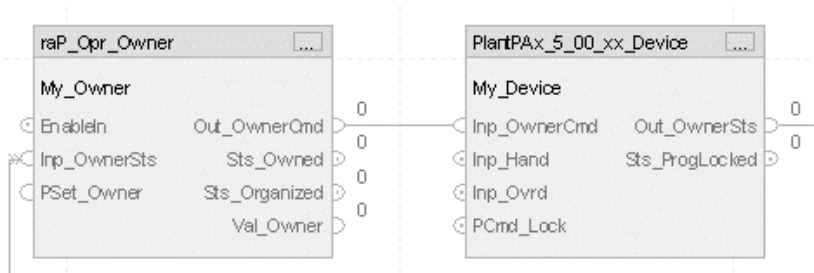 raP_Opr_Owner ...
My_Owner
EnableIn Out_OwnerCmd 0
Inp_OwnerSts Sts_Owned 0
PSet_Owner Sts_Organized 0
Val_Owner 0
PlantPAx_5_00_xx_Device ...
My_Device
Inp_OwnerCmd Out_OwnerSts 0
Inp_Hand Sts_ProgLocked 0
Inp_Ovrd
PCmd_Lock